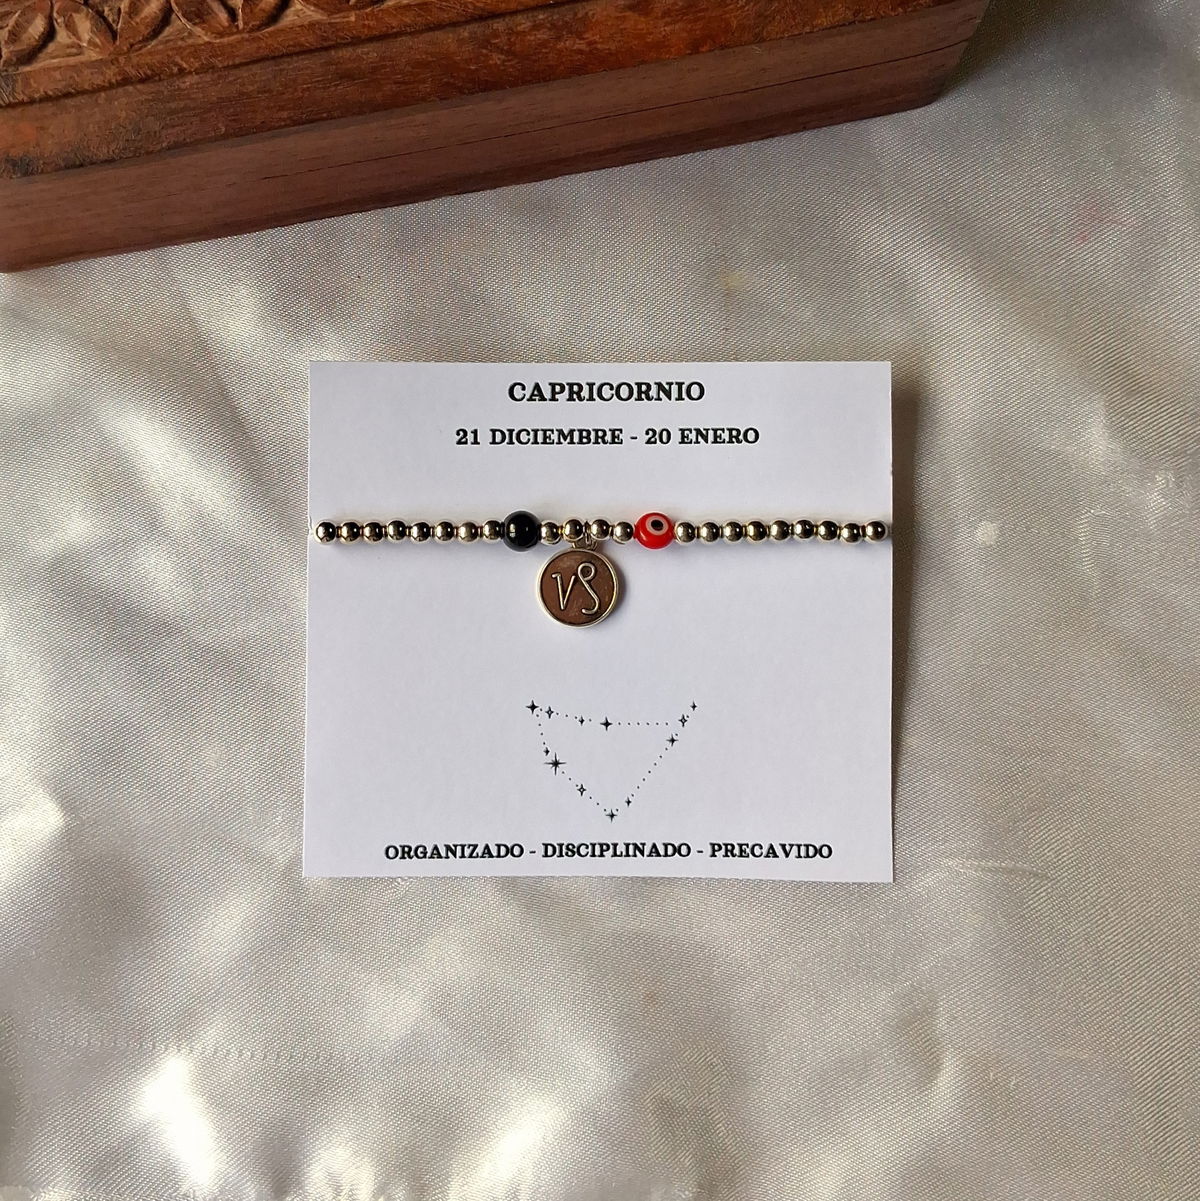 CAPRICORNIO
21 DICIEMBRE - 20 ENERO
ORGANIZADO - DISCIPLINADO - PRECAVIDO